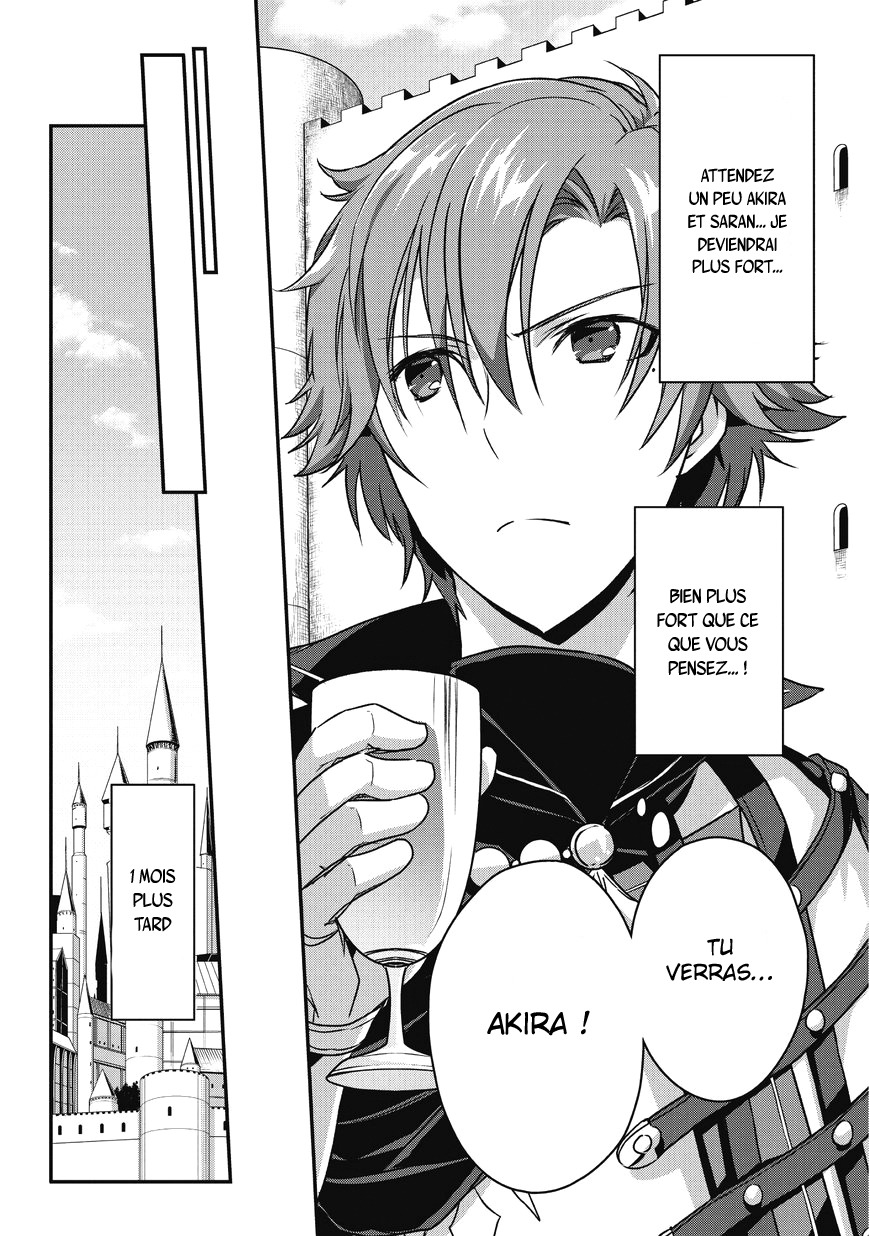 ATTENDEZ
UN PEU AKIRA
ET SARAN... JE
DEVIENDRAI
PLUS FORT...
BIEN PLUS
FORT QUE CE
QUE VOUS
PENSEZ... !
TU
VERRAS...
AKIRA !
1 MOIS
PLUS
TARD